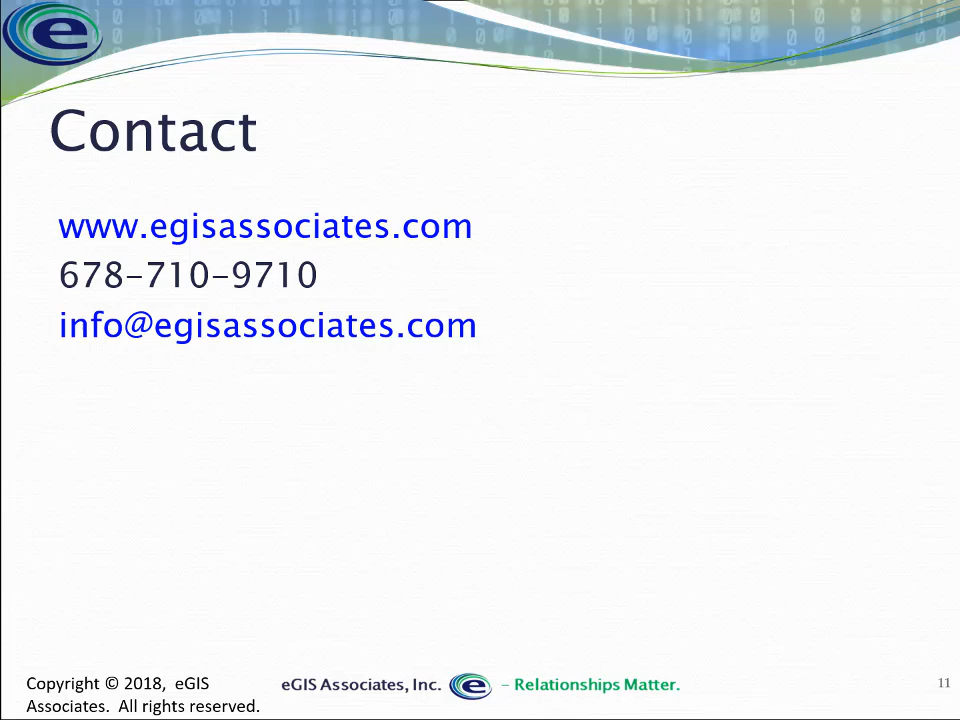 e
Contact
www.egisassociates.com
678-710-9710
info@egisassociates.com
Copyright © 2018, eGIS
Associates. All rights reserved.
eGIS Associates, Inc. e – Relationships Matter.
11